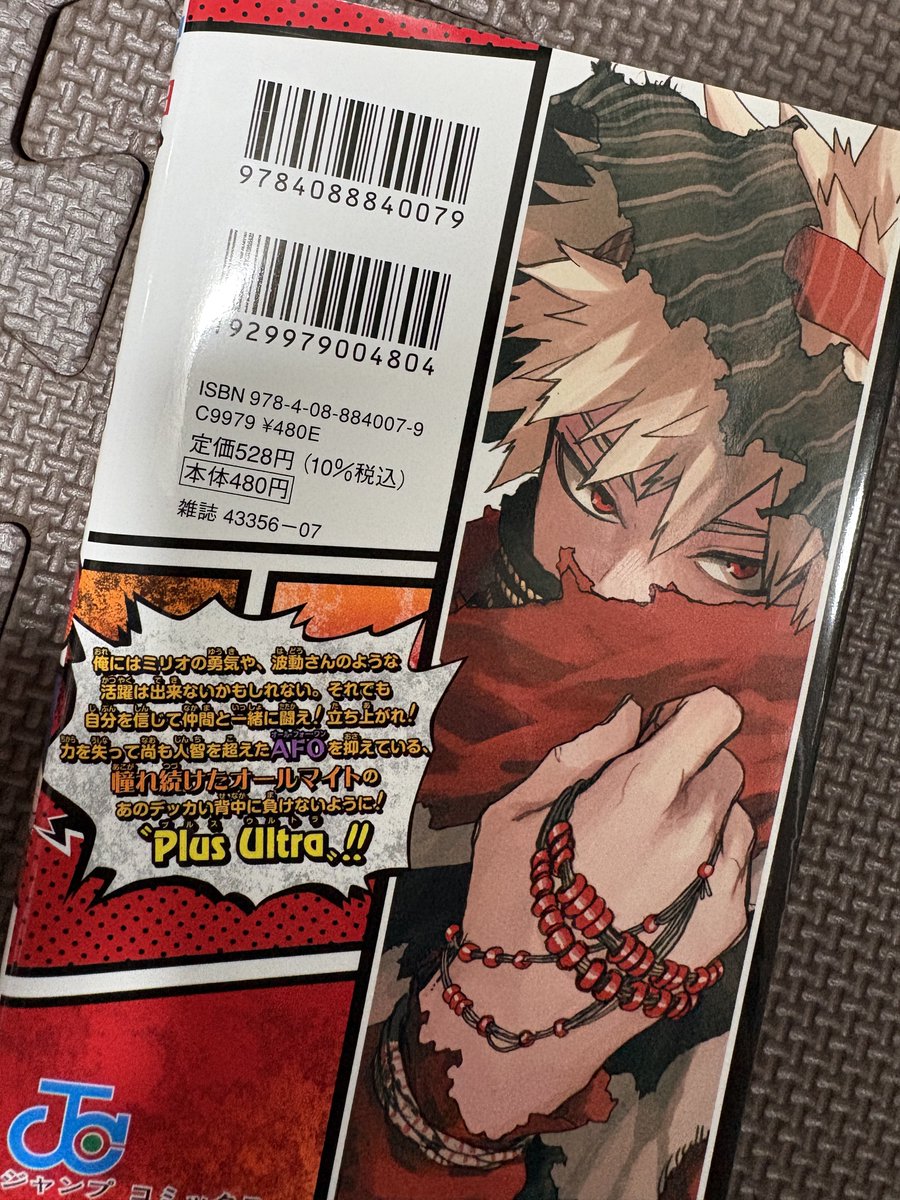 9784088840079
1929979004804
ISBN 978-4-08-884007-9
C9979 ¥480E
定価528円 (10%税込)
本体480円
雑誌 43356-07
俺にはミリオの勇気や、波動さんのような
活躍は出来ないかもしれない。それでも
自分を信じて仲間と一緒に闘え!立ち上がれ!
力を失って尚も人智を超えたAFOを抑えている、
憧れ続けたオールマイトの
あのデッカい背中に負けないように!
“Plus Ultra”!!
JC
ジャンプ コミックス